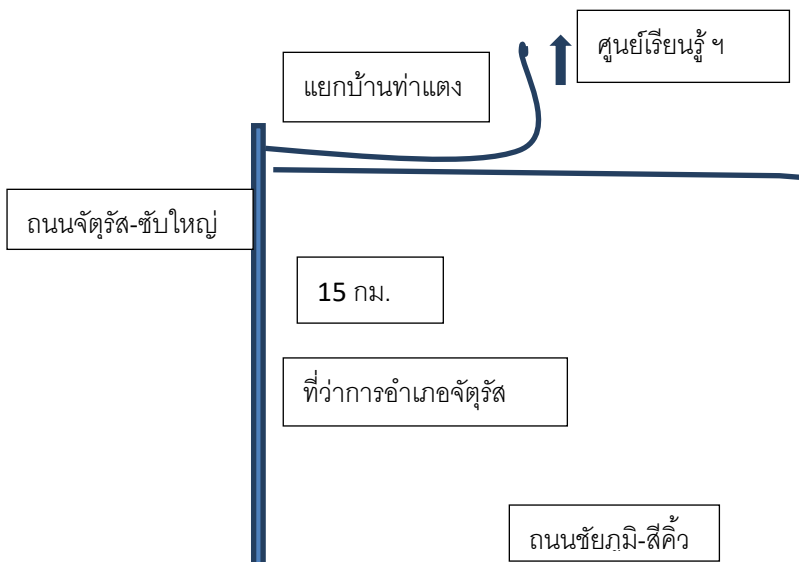 ศูนย์เรียนรู้ ฯ
แยกบ้านท่าแตง
ถนนจัตุรัส-ซับใหญ่
15 กม.
ที่ว่าการอำเภอจัตุรัส
ถนนชัยภูมิ-สีคิ้ว